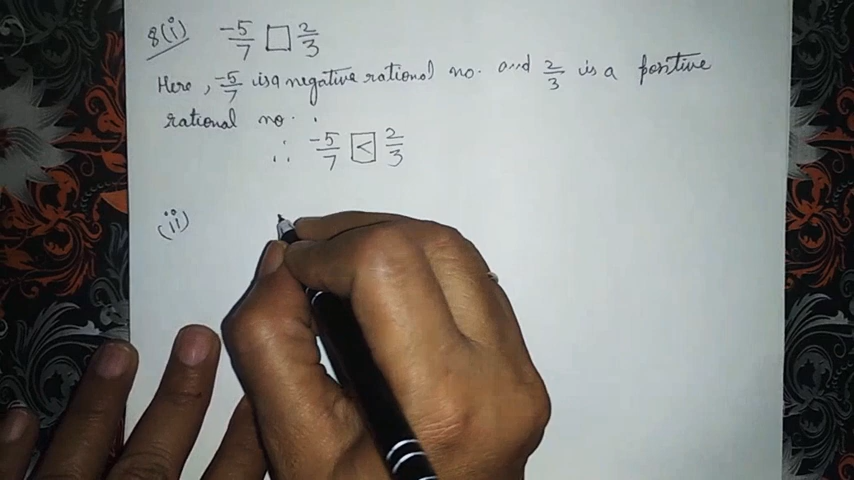 8(i) -5/7 □ 2/3
Here, -5/7 is a negative rational no. and 2/3 is a positive
rational no.
∴ -5/7 < 2/3
(ii)